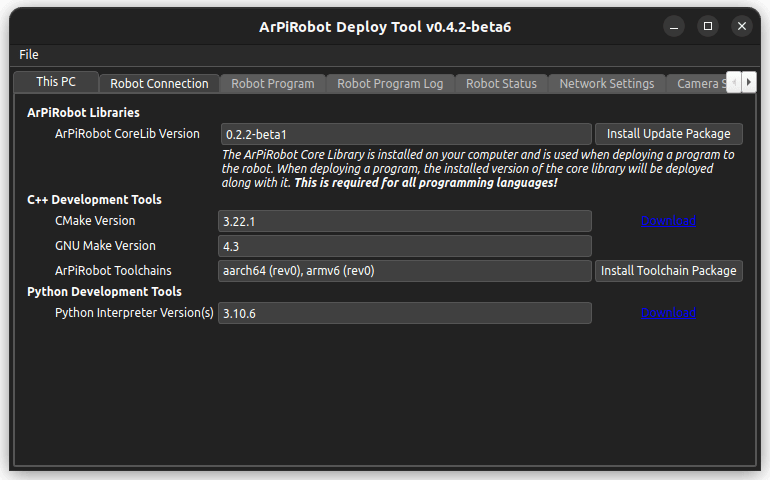 ArPiRobot Deploy Tool v0.4.2-beta6
File
This PC Robot Connection Robot Program Robot Program Log Robot Status Network Settings Camera S
ArPiRobot Libraries
ArPiRobot CoreLib Version 0.2.2-beta1 Install Update Package
The ArPiRobot Core Library is installed on your computer and is used when deploying a program to
the robot. When deploying a program, the installed version of the core library will be deployed
along with it. This is required for all programming languages!
C++ Development Tools
CMake Version 3.22.1 Download
GNU Make Version 4.3
ArPiRobot Toolchains aarch64 (rev0), armv6 (rev0) Install Toolchain Package
Python Development Tools
Python Interpreter Version(s) 3.10.6 Download